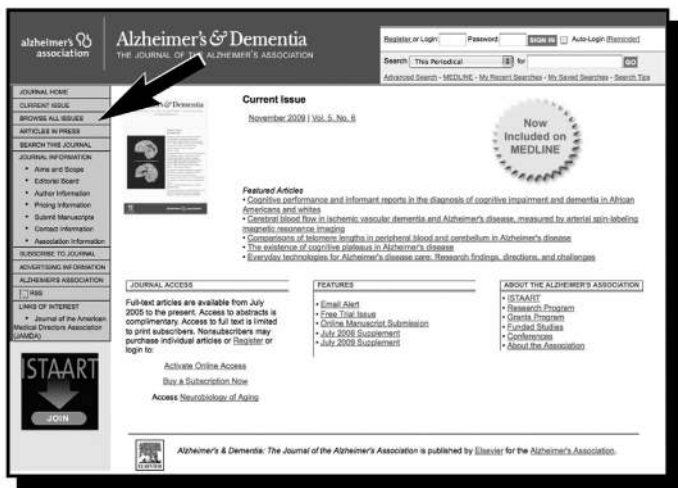 alzheimer's association
Alzheimer's & Dementia
THE JOURNAL OF THE ALZHEIMER'S ASSOCIATION
Register or Login: Password: SIGN IN Auto-Login [Reminder]
Search This Periodical for GO
Advanced Search - MEDLINE - My Recent Searches - My Saved Searches - Search Tips
JOURNAL HOME
CURRENT ISSUE
BROWSE ALL ISSUES
ARTICLES IN PRESS
SEARCH THIS JOURNAL
JOURNAL INFORMATION
• Aims and Scope
• Editorial Board
• Author Information
• Pricing Information
• Submit Manuscripts
• Contact Information
• Association Information
SUBSCRIBE TO JOURNAL
ADVERTISING INFORMATION
ALZHEIMER'S ASSOCIATION
RSS
LINKS OF INTEREST
• Journal of the American
Medical Directors Association
(JAMDA)
ISTAART
JOIN
Dementia
Current Issue
November 2009 | Vol. 5, No. 6
Now
Included on
MEDLINE
Featured Articles
• Cognitive performance and informant reports in the diagnosis of cognitive impairment and dementia in African
Americans and whites
• Cerebral blood flow in ischemic vascular dementia and Alzheimer's disease, measured by arterial spin-labeling
magnetic resonance imaging
• Comparisons of telomere lengths in peripheral blood and cerebellum in Alzheimer's disease
• The existence of cognitive plateaus in Alzheimer's disease
• Everyday technologies for Alzheimer's disease care: Research findings, directions, and challenges
JOURNAL ACCESS
Full-text articles are available from July
2005 to the present. Access to abstracts is
complimentary. Access to full text is limited
to print subscribers. Nonsubscribers may
purchase individual articles or Register or
login to:
Activate Online Access
Buy a Subscription Now
Access Neurobiology of Aging
FEATURES
• Email Alert
• Free Trial Issue
• Online Manuscript Submission
• July 2008 Supplement
• July 2009 Supplement
ABOUT THE ALZHEIMER'S ASSOCIATION
• ISTAART
• Research Program
• Grants Program
• Funded Studies
• Conferences
• About the Association
ELSEVIER
Alzheimer's & Dementia: The Journal of the Alzheimer's Association is published by Elsevier for the Alzheimer's Association.